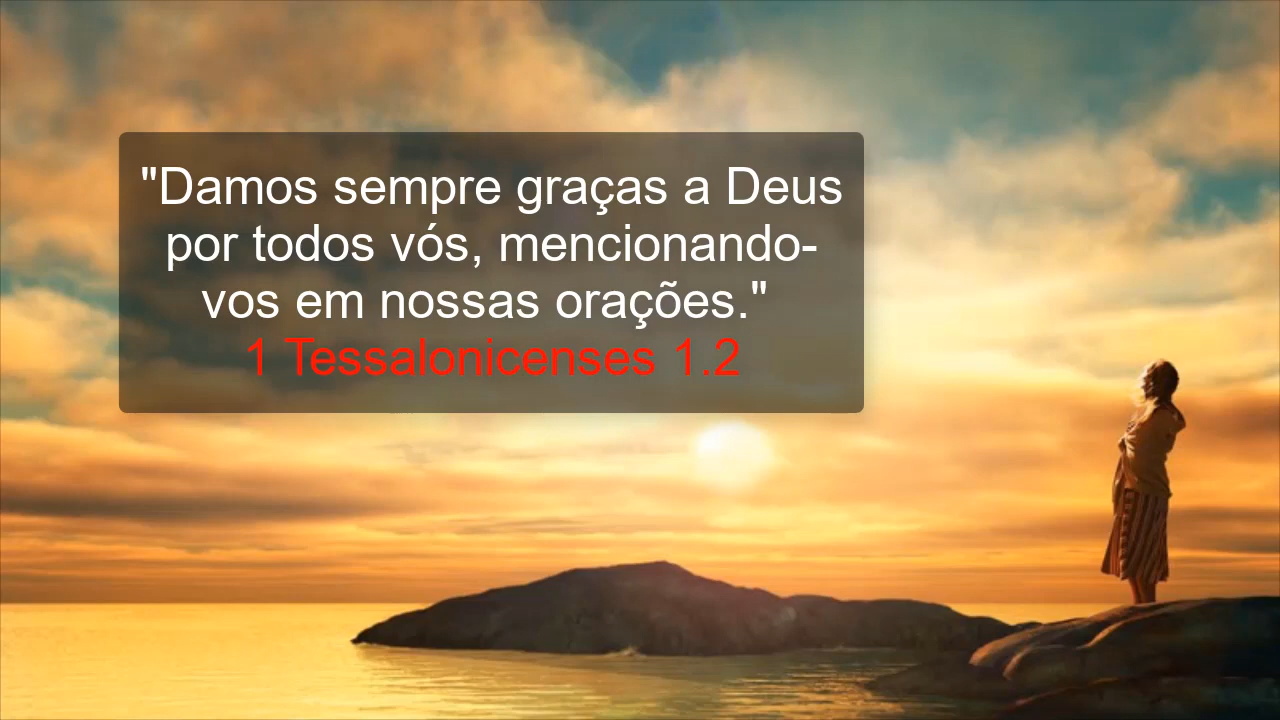 "Damos sempre graças a Deus
por todos vós, mencionando-
vos em nossas orações."
1 Tessalonicenses 1.2